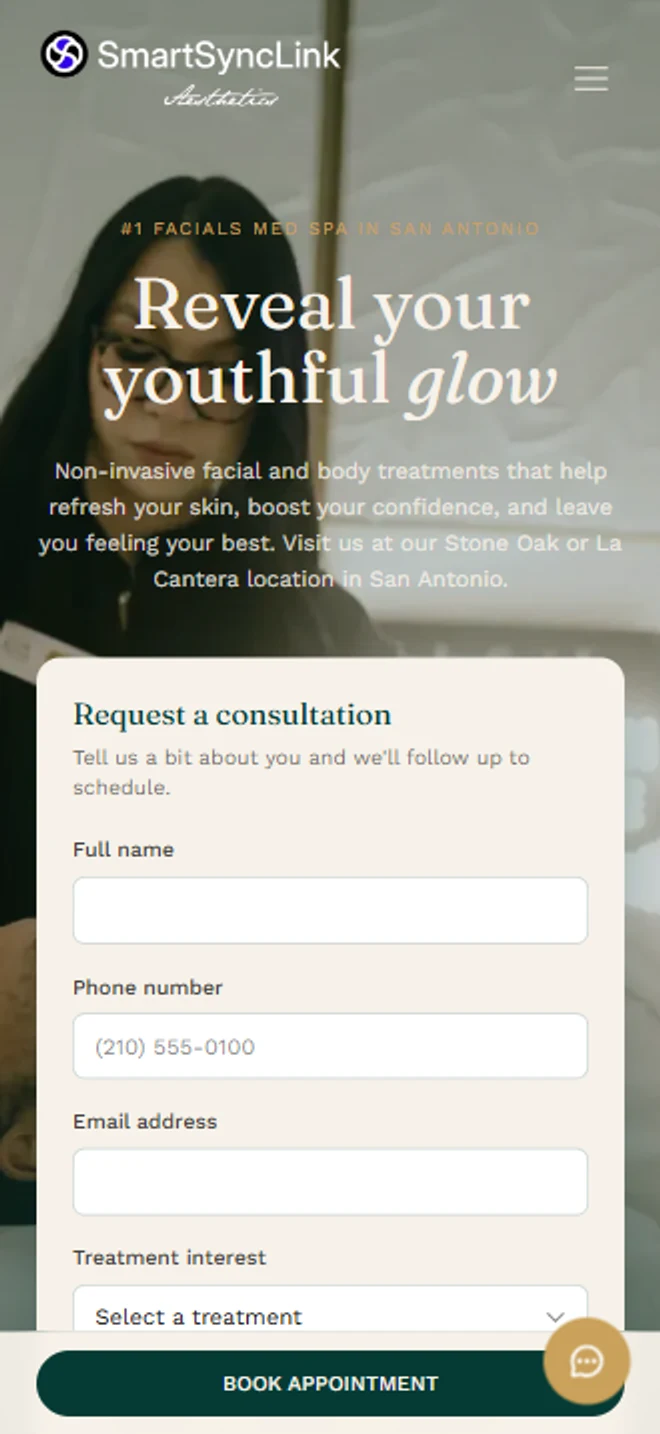 SmartSyncLink
Aesthetics
#1 FACIALS MED SPA IN SAN ANTONIO
Reveal your
youthful glow
Non-invasive facial and body treatments that help
refresh your skin, boost your confidence, and leave
you feeling your best. Visit us at our Stone Oak or La
Cantera location in San Antonio.
Request a consultation
Tell us a bit about you and we'll follow up to
schedule.
Full name
Phone number
(210) 555-0100
Email address
Treatment interest
Select a treatment
BOOK APPOINTMENT